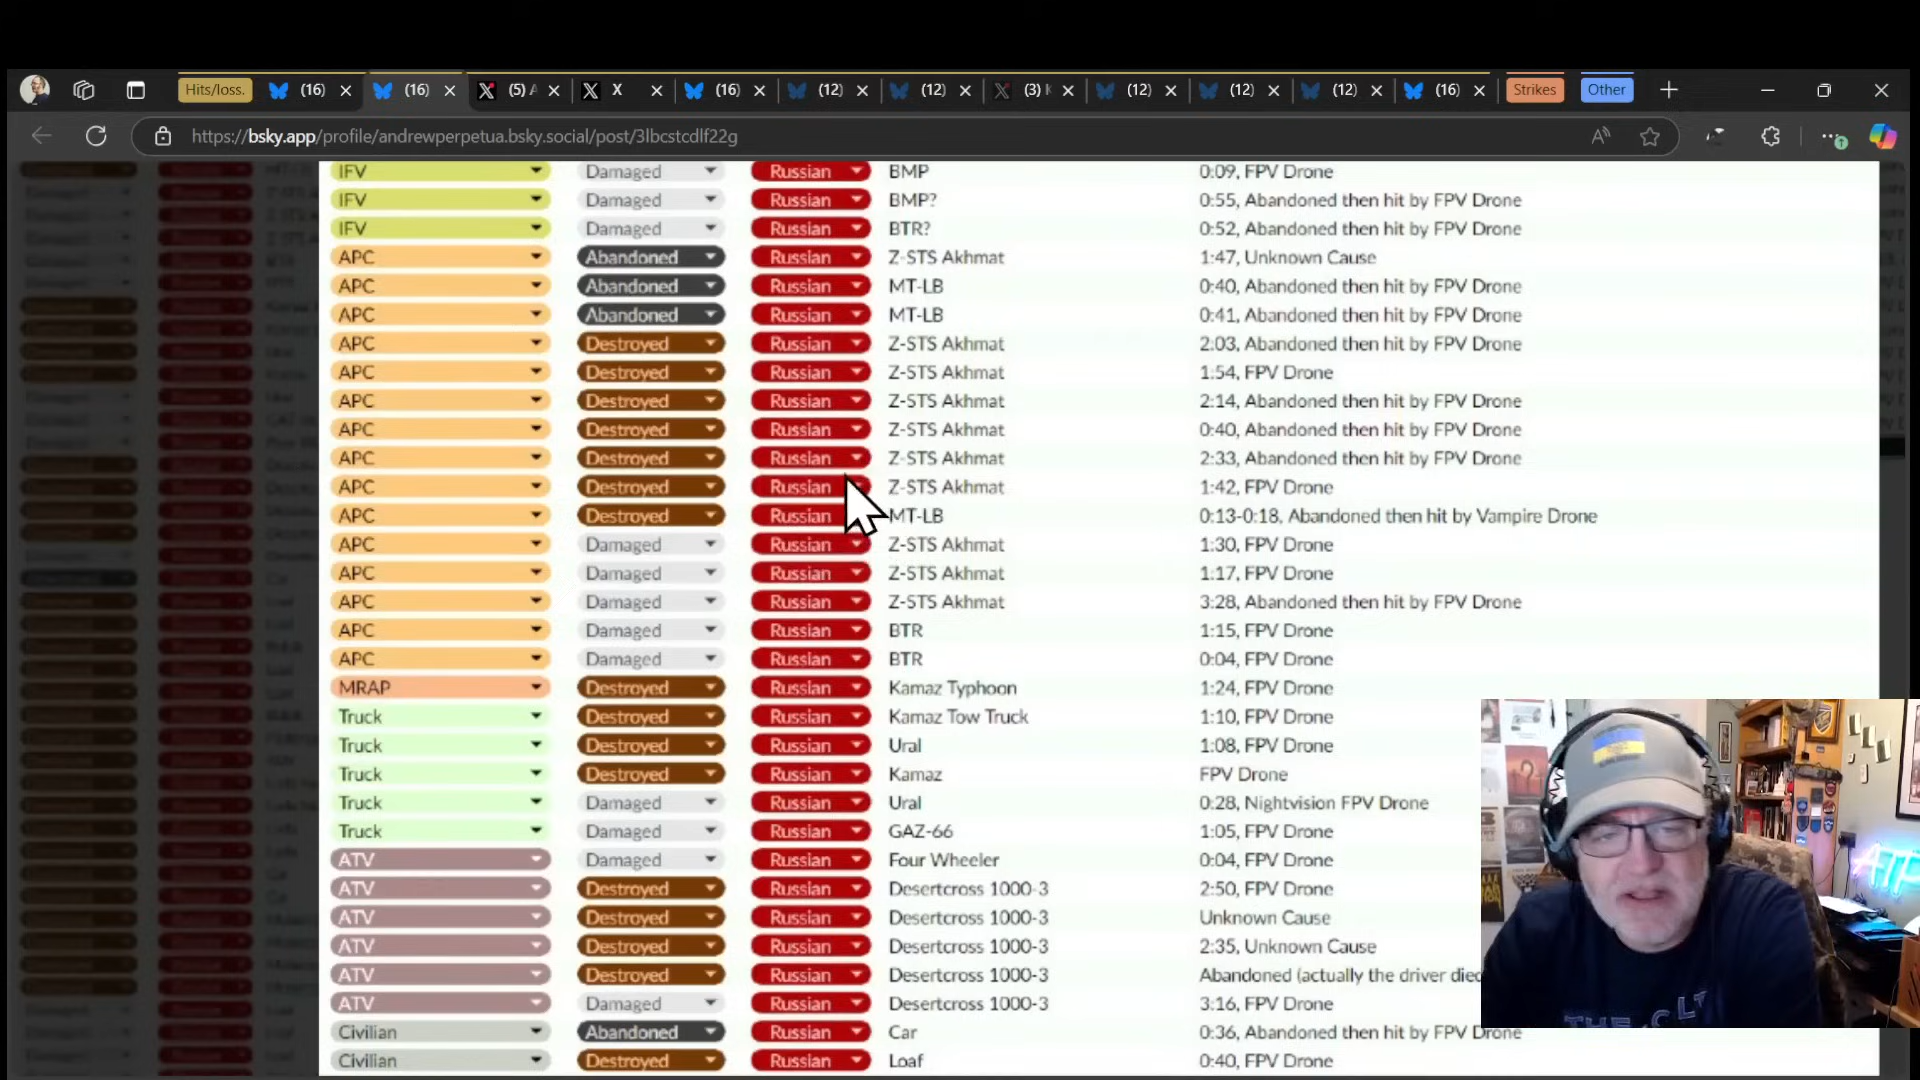 Hits/loss. (16) (16) (5) A X (16) (12) (12) (3) (12) (12) (12) (16) Strikes Other
https://bsky.app/profile/andrewperpetua.bsky.social/post/3lbcstcdlf22g
IFV Damaged Russian BMP 0:09, FPV Drone
IFV Damaged Russian BMP? 0:55, Abandoned then hit by FPV Drone
IFV Damaged Russian BTR? 0:52, Abandoned then hit by FPV Drone
APC Abandoned Russian Z-STS Akhmat 1:47, Unknown Cause
APC Abandoned Russian MT-LB 0:40, Abandoned then hit by FPV Drone
APC Abandoned Russian MT-LB 0:41, Abandoned then hit by FPV Drone
APC Destroyed Russian Z-STS Akhmat 2:03, Abandoned then hit by FPV Drone
APC Destroyed Russian Z-STS Akhmat 1:54, FPV Drone
APC Destroyed Russian Z-STS Akhmat 2:14, Abandoned then hit by FPV Drone
APC Destroyed Russian Z-STS Akhmat 0:40, Abandoned then hit by FPV Drone
APC Destroyed Russian Z-STS Akhmat 2:33, Abandoned then hit by FPV Drone
APC Destroyed Russian Z-STS Akhmat 1:42, FPV Drone
APC Destroyed Russian MT-LB 0:13-0:18, Abandoned then hit by Vampire Drone
APC Damaged Russian Z-STS Akhmat 1:30, FPV Drone
APC Damaged Russian Z-STS Akhmat 1:17, FPV Drone
APC Damaged Russian Z-STS Akhmat 3:28, Abandoned then hit by FPV Drone
APC Damaged Russian BTR 1:15, FPV Drone
APC Damaged Russian BTR 0:04, FPV Drone
MRAP Destroyed Russian Kamaz Typhoon 1:24, FPV Drone
Truck Destroyed Russian Kamaz Tow Truck 1:10, FPV Drone
Truck Destroyed Russian Ural 1:08, FPV Drone
Truck Destroyed Russian Kamaz FPV Drone
Truck Damaged Russian Ural 0:28, Nightvision FPV Drone
Truck Damaged Russian GAZ-66 1:05, FPV Drone
ATV Damaged Russian Four Wheeler 0:04, FPV Drone
ATV Destroyed Russian Desertcross 1000-3 2:50, FPV Drone
ATV Destroyed Russian Desertcross 1000-3 Unknown Cause
ATV Destroyed Russian Desertcross 1000-3 2:35, Unknown Cause
ATV Destroyed Russian Desertcross 1000-3 Abandoned (actually the driver died
ATV Damaged Russian Desertcross 1000-3 3:16, FPV Drone
Civilian Abandoned Russian Car 0:36, Abandoned then hit by FPV Drone
Civilian Destroyed Russian Loaf 0:40, FPV Drone
ATP